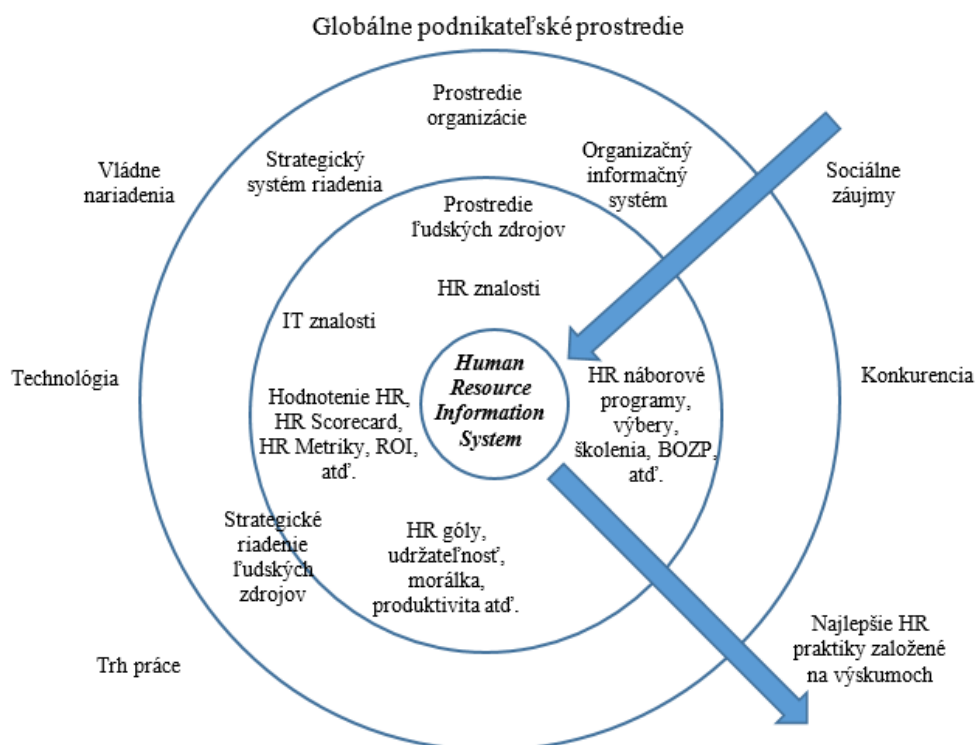 Globálne podnikateľské prostredie
Prostredie
organizácie
Vládne
nariadenia
Strategický
systém riadenia
Organizačný
informačný
systém
Sociálne
záujmy
Prostredie
ľudských zdrojov
HR znalosti
IT znalosti
Technológia
Human
Resource
Information
System
Konkurencia
Hodnotenie HR,
HR Scorecard,
HR Metriky, ROI,
atď.
HR náborové
programy,
výbery,
školenia, BOZP,
atď.
Strategické
riadenie
ľudských
zdrojov
HR góly,
udržateľnosť,
morálka,
produktivita atď.
Trh práce
Najlepšie HR
praktiky založené
na výskumoch